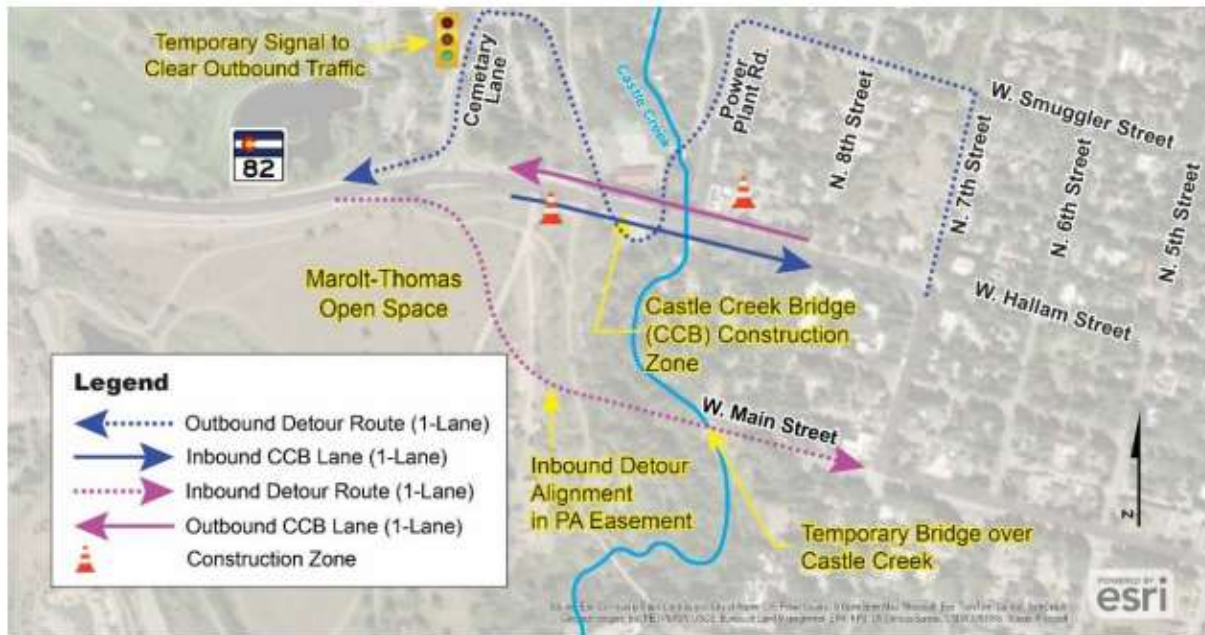 Temporary Signal to
Clear Outbound Traffic
Cemetary
Lane
Castle Creek
Power
Plant Rd.
W. Smuggler Street
82
N. 8th Street
N. 7th Street
N. 6th Street
N. 5th Street
Marolt-Thomas
Open Space
Castle Creek Bridge
(CCB) Construction
Zone
W. Hallam Street
Legend
Outbound Detour Route (1-Lane)
Inbound CCB Lane (1-Lane)
Inbound Detour Route (1-Lane)
Outbound CCB Lane (1-Lane)
Construction Zone
W. Main Street
Inbound Detour
Alignment
in PA Easement
Temporary Bridge over
Castle Creek
N
POWERED BY
esri